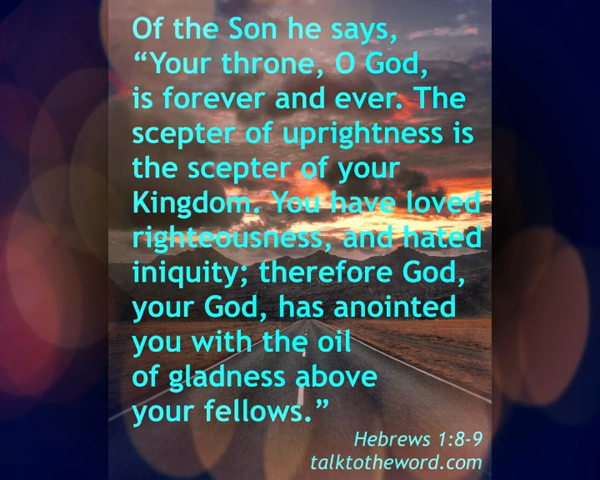 Of the Son he says,
“Your throne, O God,
is forever and ever. The
scepter of uprightness is
the scepter of your
Kingdom. You have loved
righteousness, and hated
iniquity; therefore God,
your God, has anointed
you with the oil
of gladness above
your fellows.”
Hebrews 1:8-9
talktotheword.com